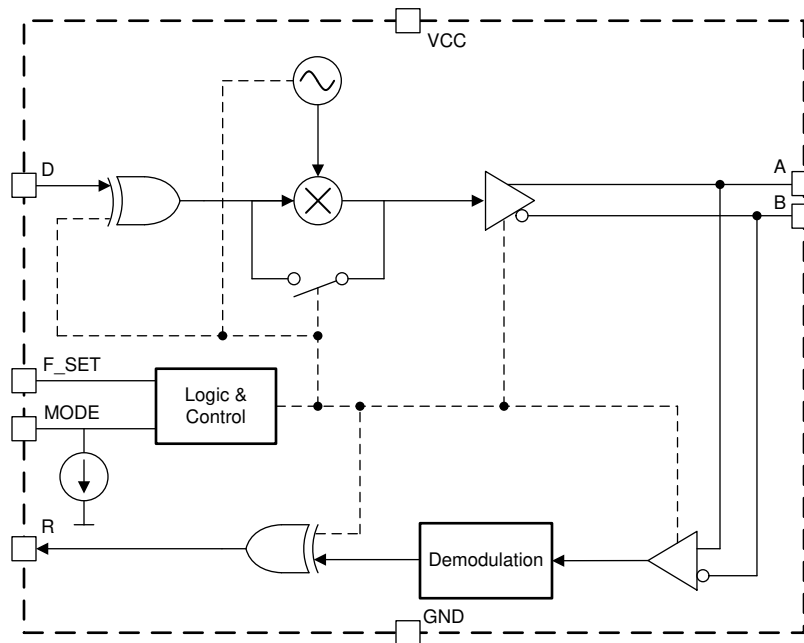 VCC
D
A
B
F_SET
Logic &
Control
MODE
R
Demodulation
GND